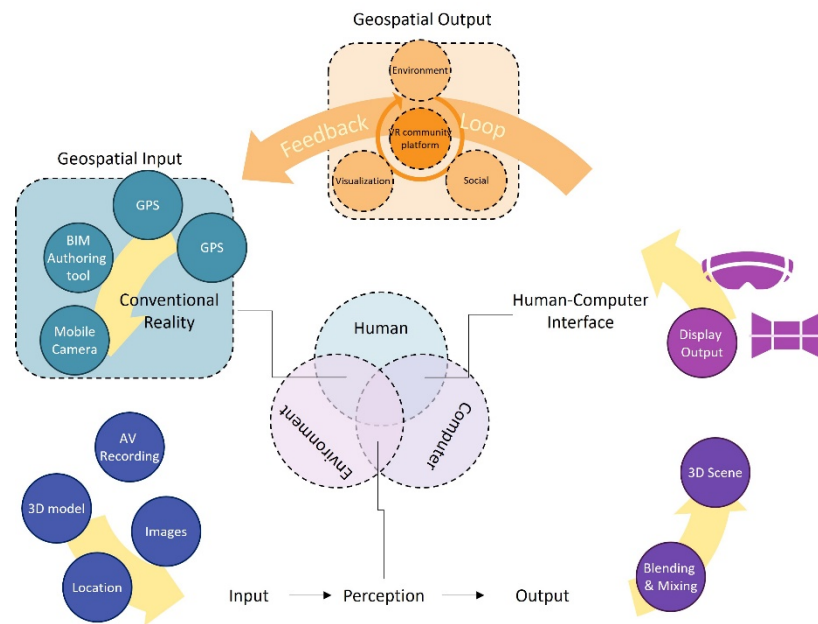 Geospatial Output
Environment
Feedback
Loop
VR community
platform
Visualization
Social
Geospatial Input
GPS
GPS
BIM
Authoring
tool
Conventional
Reality
Mobile
Camera
Human
Environment
Computer
Human-Computer
Interface
Display
Output
AV
Recording
3D model
Images
Location
3D Scene
Blending
& Mixing
Input
Perception
Output